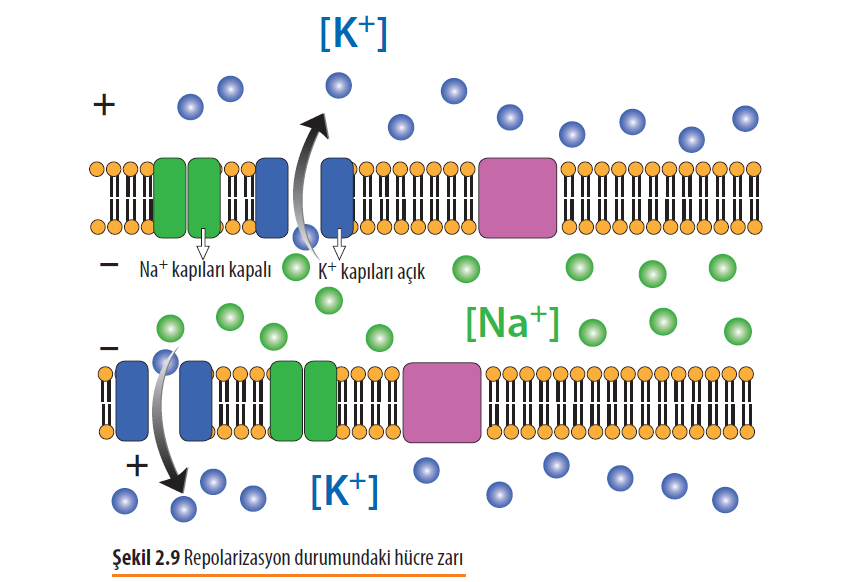 [K⁺]
+
−
Na⁺ kapıları kapalı
K⁺ kapıları açık
[Na⁺]
−
+
[K⁺]
Şekil 2.9 Repolarizasyon durumundaki hücre zarı